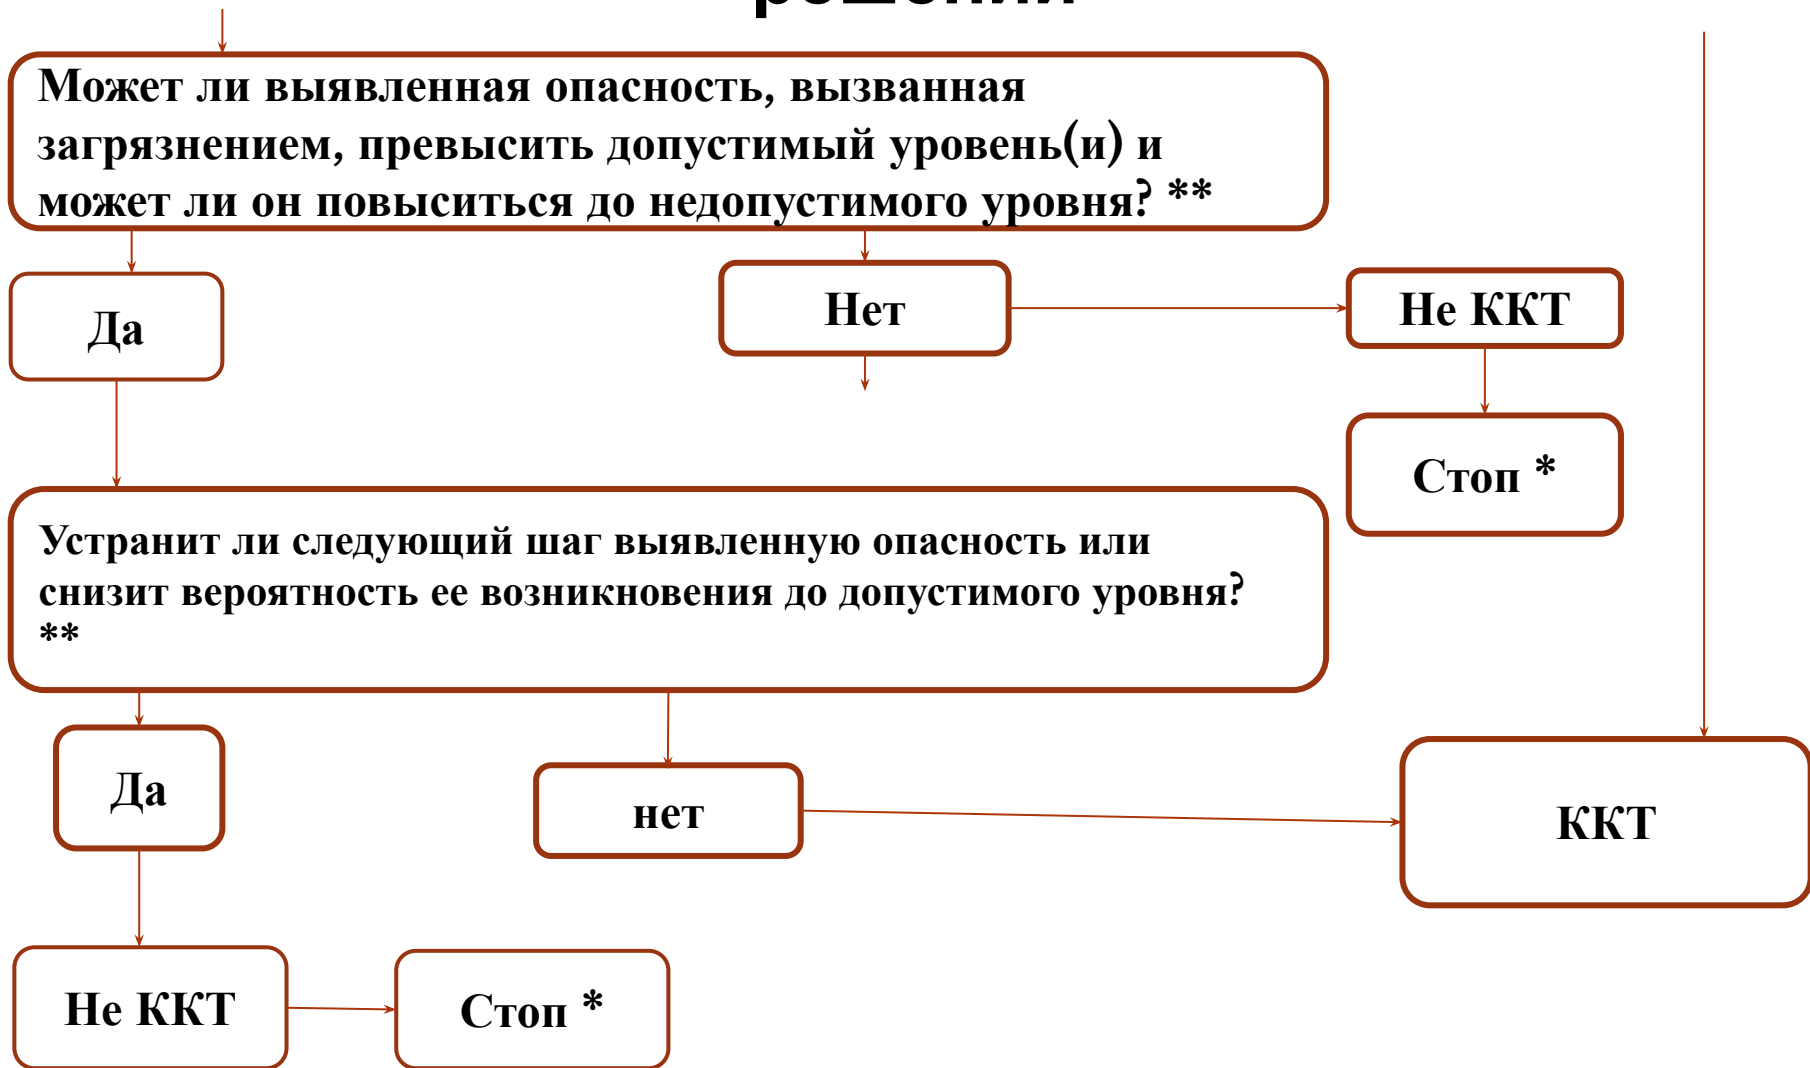 Может ли выявленная опасность, вызванная
загрязнением, превысить допустимый уровень(и) и
может ли он повыситься до недопустимого уровня? **
Да
Нет
Не ККТ
Стоп *
Устранит ли следующий шаг выявленную опасность или
снизит вероятность ее возникновения до допустимого уровня?
**
Да
нет
ККТ
Не ККТ
Стоп *